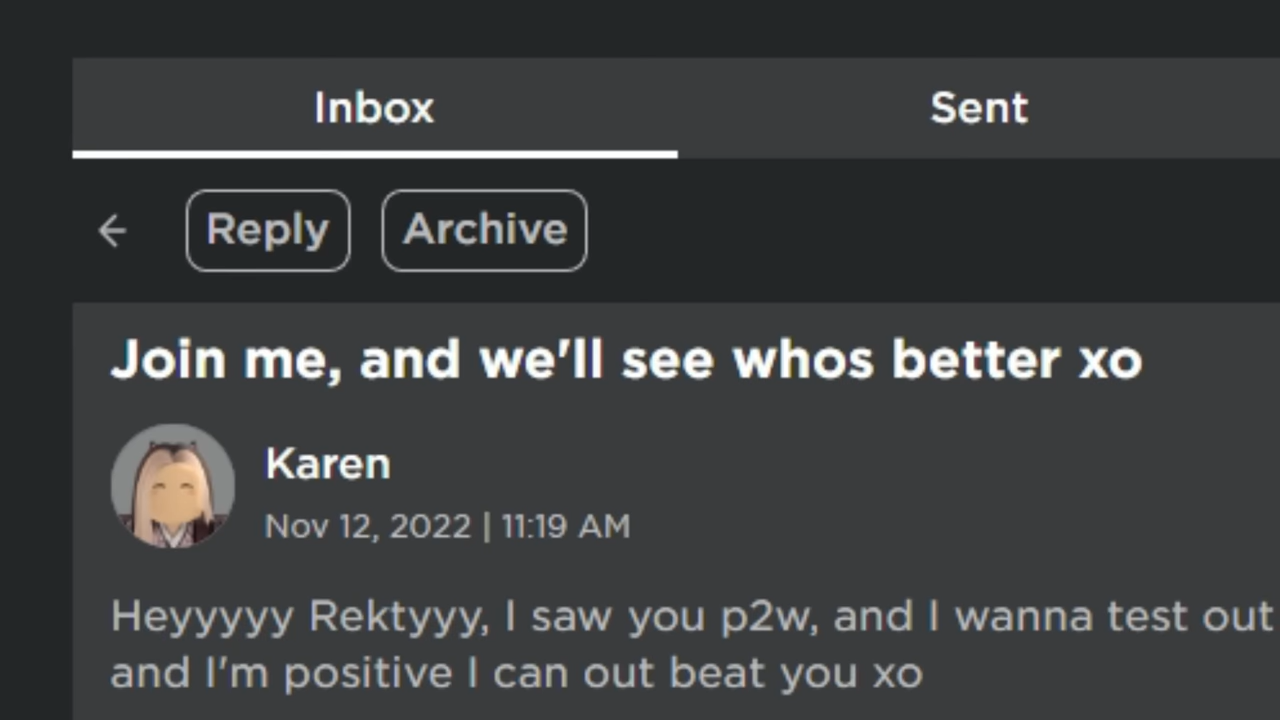 Inbox
Sent
Reply
Archive
Join me, and we'll see whos better xo
Karen
Nov 12, 2022 | 11:19 AM
Heyyyyy Rektyyy, I saw you p2w, and I wanna test out
and I'm positive I can out beat you xo